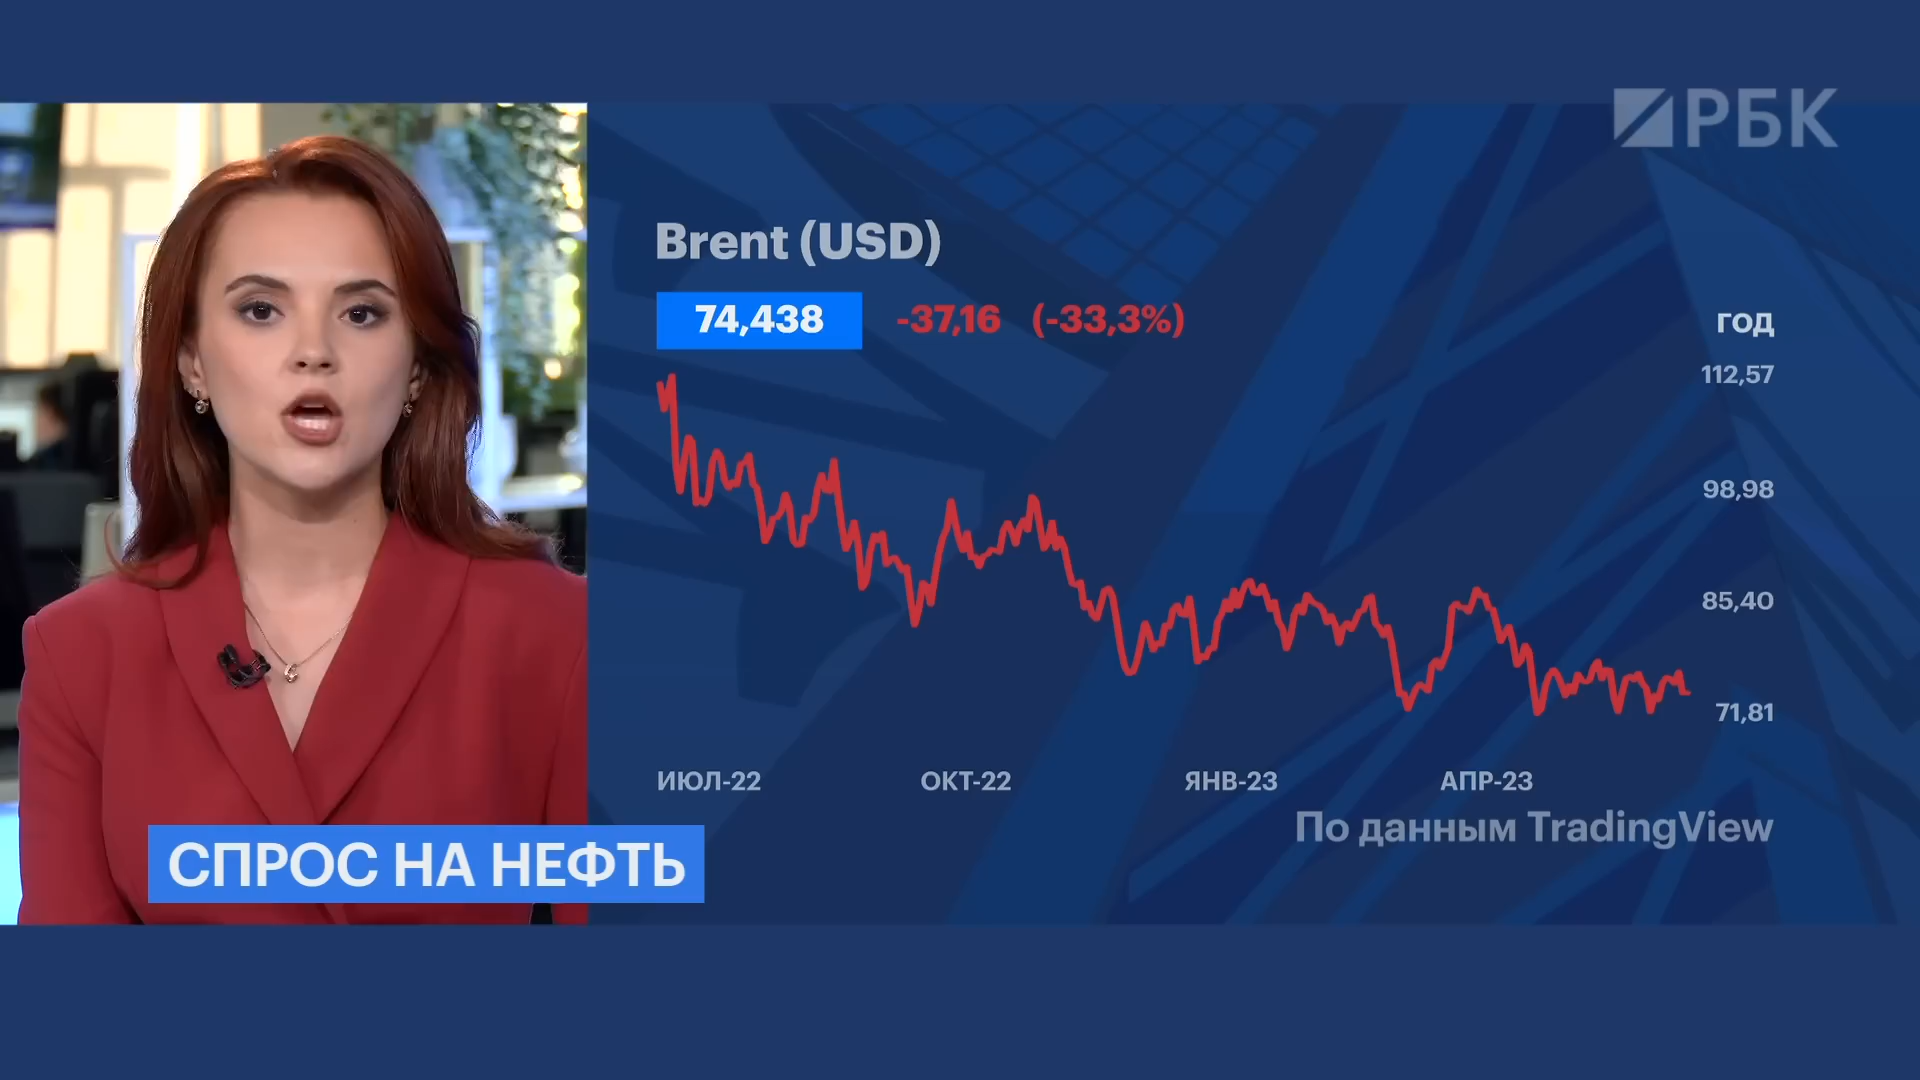 РБК
Brent (USD)
74,438 -37,16 (-33,3%)
ГОД
112,57
98,98
85,40
71,81
ИЮЛ-22 ОКТ-22 ЯНВ-23 АПР-23
По данным TradingView
СПРОС НА НЕФТЬ